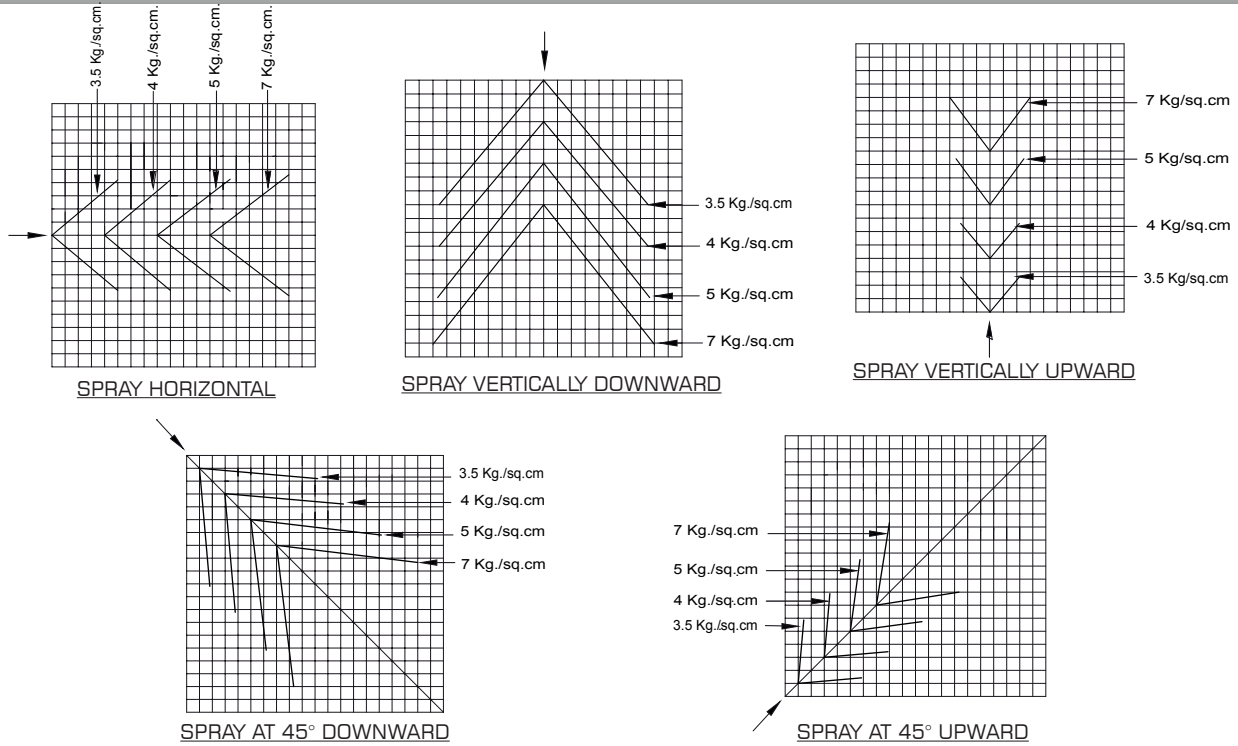 3.5 Kg./sq.cm.
4 Kg./sq.cm.
5 Kg./sq.cm.
7 Kg./sq.cm.
SPRAY HORIZONTAL
3.5 Kg./sq.cm
4 Kg./sq.cm
5 Kg./sq.cm
7 Kg./sq.cm
SPRAY VERTICALLY DOWNWARD
7 Kg/sq.cm
5 Kg/sq.cm
4 Kg/sq.cm
3.5 Kg/sq.cm
SPRAY VERTICALLY UPWARD
3.5 Kg./sq.cm
4 Kg./sq.cm
5 Kg./sq.cm
7 Kg./sq.cm
SPRAY AT 45° DOWNWARD
7 Kg./sq.cm
5 Kg./sq.cm
4 Kg./sq.cm
3.5 Kg./sq.cm
SPRAY AT 45° UPWARD